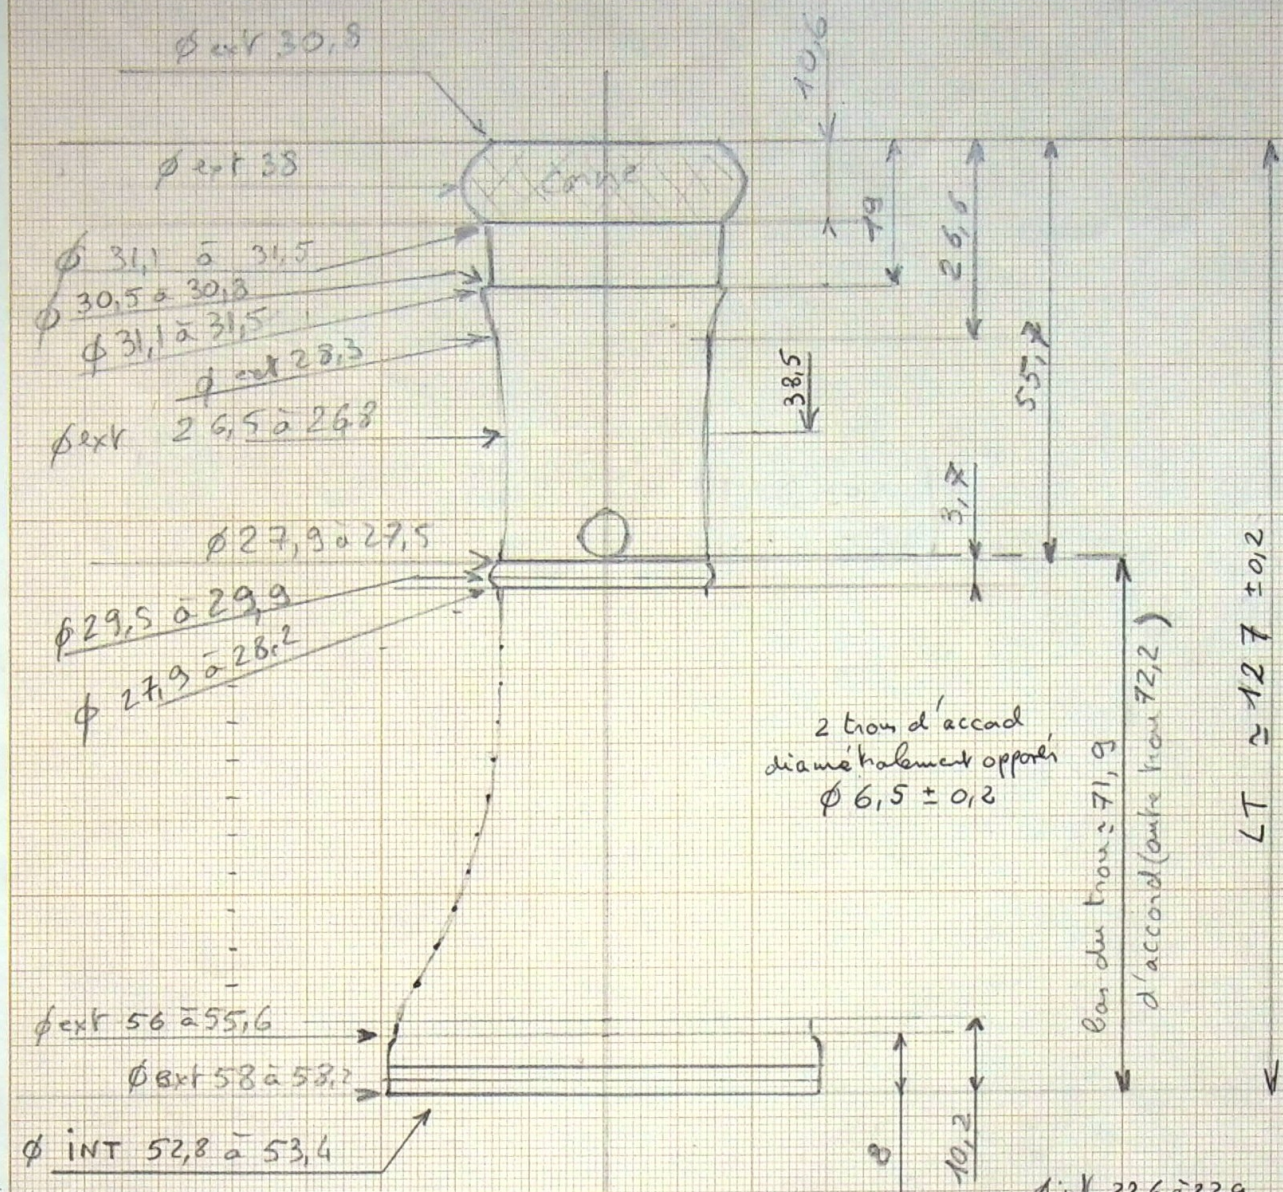 ϕ ext 30,8
10,6
ϕ ext 38
corne
19
26,6
ϕ 31,1 à 31,5
ϕ 30,5 à 30,8
ϕ 31,1 à 31,5
ϕ ext 28,3
55,7
38,5
ϕ ext 26,5 à 26,8
3,7
ϕ 27,9 à 27,5
ϕ 29,5 à 29,9
ϕ 27,9 à 28,2
LT ≃ 127 ±0,2
2 trous d'accord
diamétralement opposés
ϕ 6,5 ± 0,2
bas du trou ≃ 71,9
d'accord (autre trou 72,2)
ϕ ext 56 à 55,6
ϕ ext 58 à 58,2
ϕ INT 52,8 à 53,4
8
10,2